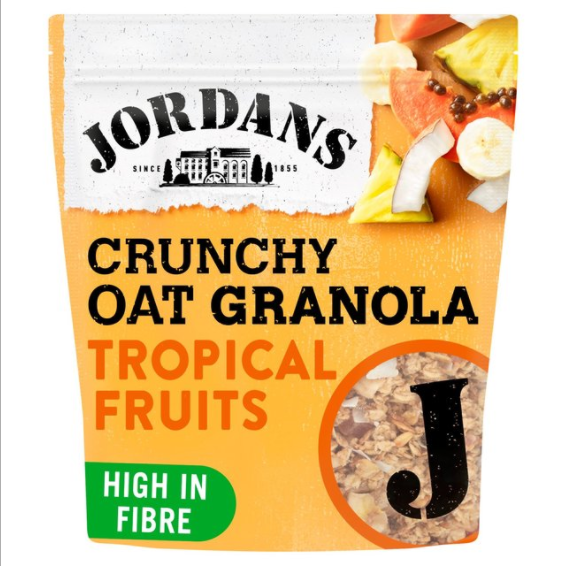 JORDANS
SINCE 1855
CRUNCHY
OAT GRANOLA
TROPICAL
FRUITS
J
HIGH IN
FIBRE